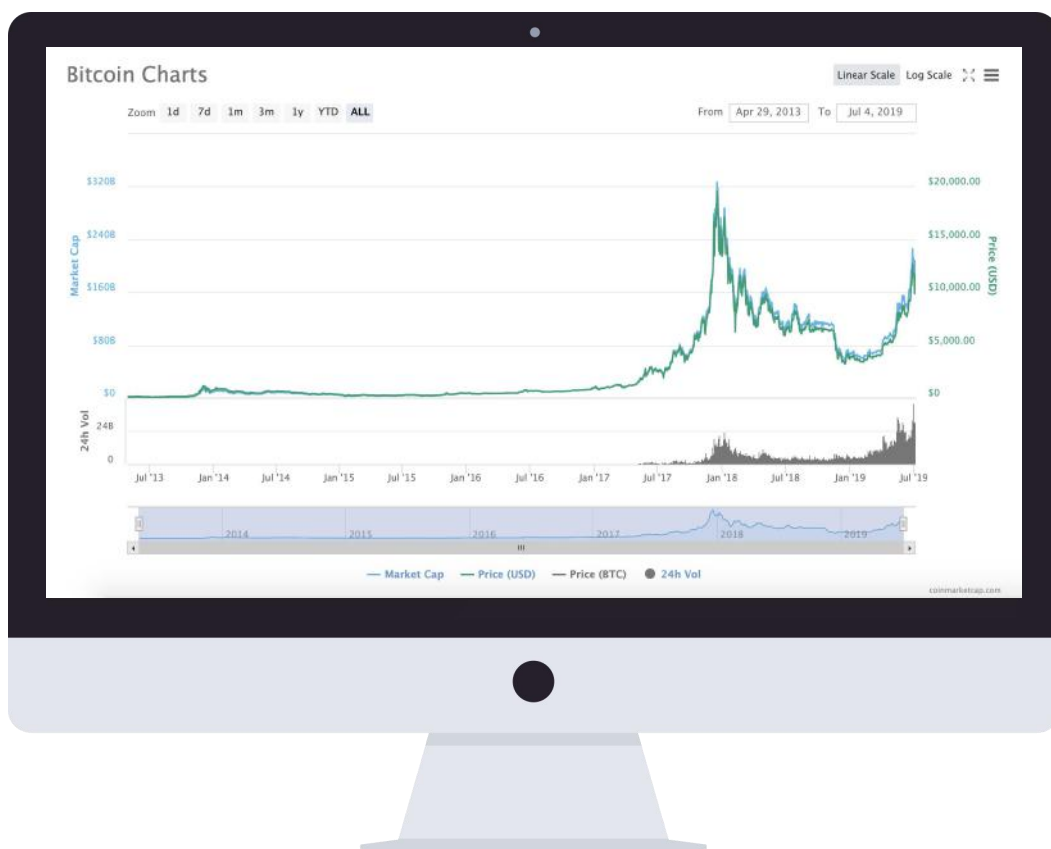 Bitcoin Charts
Linear Scale Log Scale
Zoom 1d 7d 1m 3m 1y YTD ALL
From Apr 29, 2013 To Jul 4, 2019
Market Cap
$320B
$240B
$160B
$80B
$0
$20,000.00
$15,000.00
$10,000.00
$5,000.00
$0
Price (USD)
24h Vol
24B
0
Jul '13 Jan '14 Jul '14 Jan '15 Jul '15 Jan '16 Jul '16 Jan '17 Jul '17 Jan '18 Jul '18 Jan '19 Jul '19
2014 2015 2016 2017 2018 2019
Market Cap Price (USD) Price (BTC) 24h Vol
coinmarketcap.com